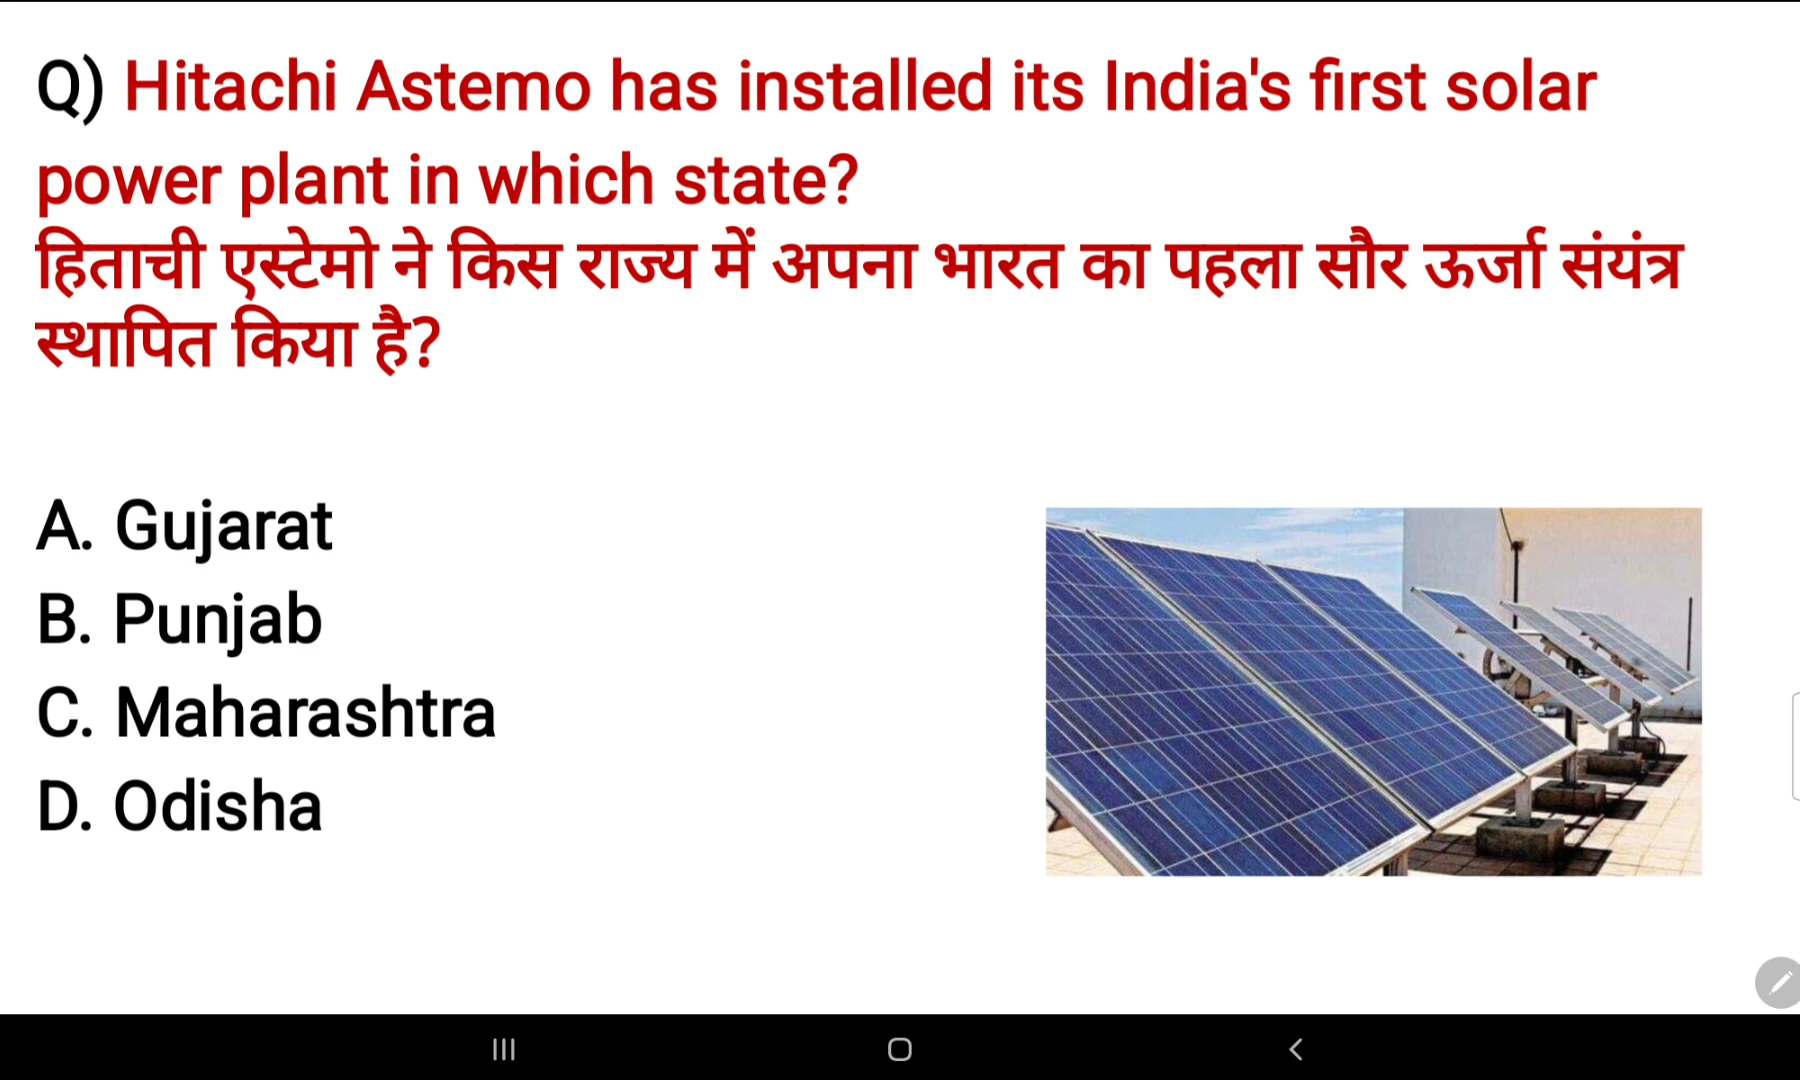 Q) Hitachi Astemo has installed its India's first solar
power plant in which state?
हिताची एस्टेमो ने किस राज्य में अपना भारत का पहला सौर ऊर्जा संयंत्र
स्थापित किया है?
A. Gujarat
B. Punjab
C. Maharashtra
D. Odisha